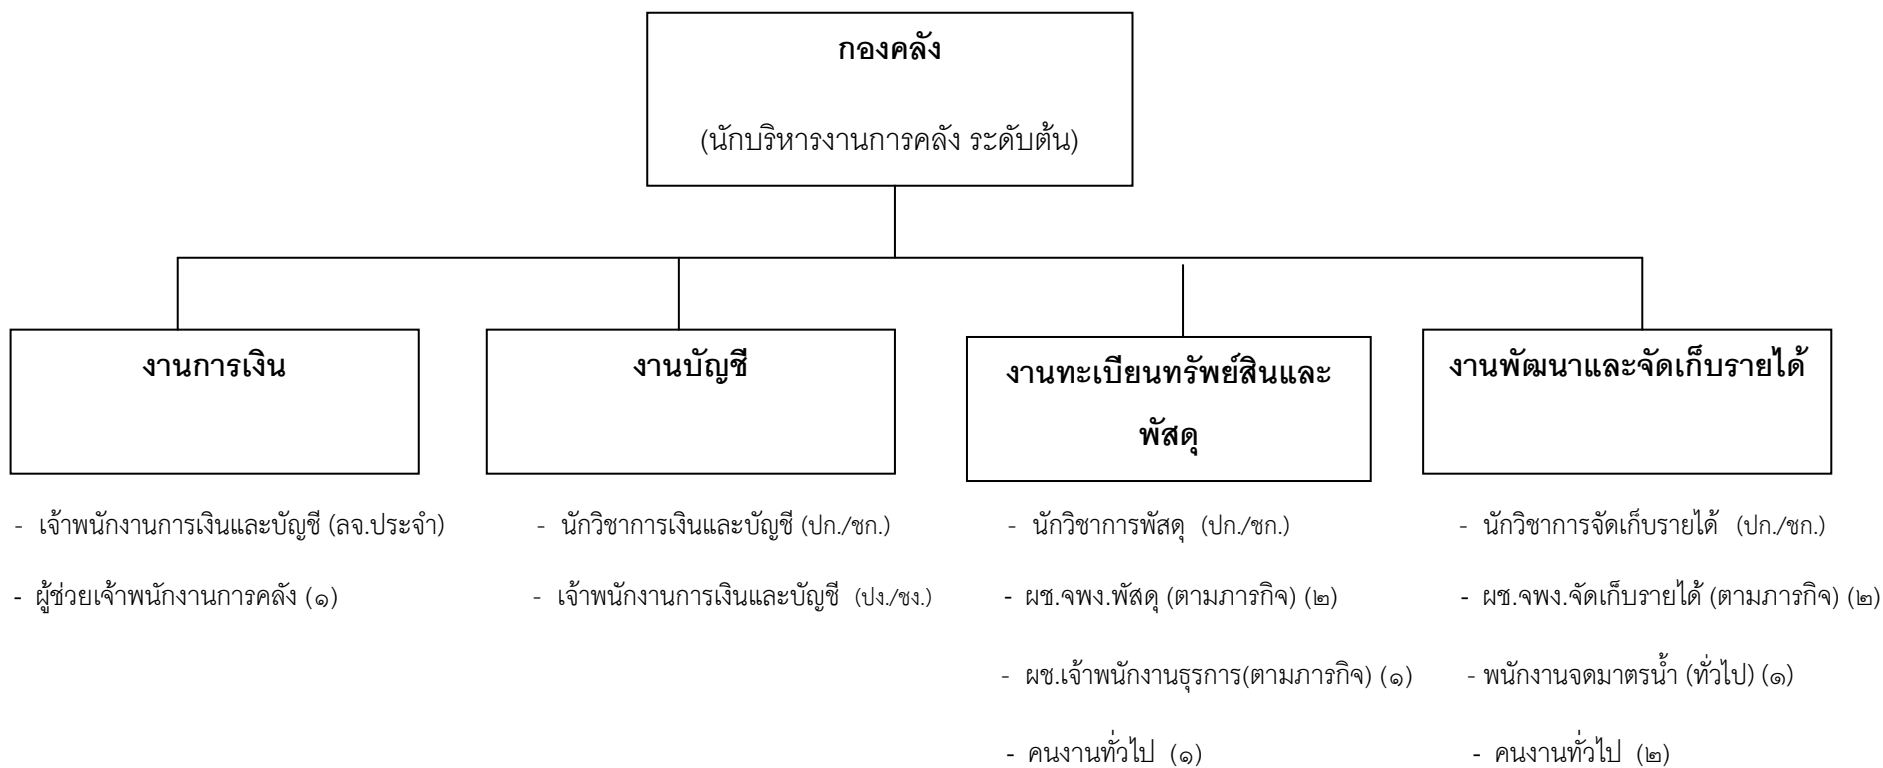 กองคลัง
(นักบริหารงานการคลัง ระดับต้น)
งานการเงิน
งานบัญชี
งานทะเบียนทรัพย์สินและ
พัสดุ
งานพัฒนาและจัดเก็บรายได้
- เจ้าพนักงานการเงินและบัญชี (ลจ.ประจำ)
- ผู้ช่วยเจ้าพนักงานการคลัง (๑)
- นักวิชาการเงินและบัญชี (ปก./ชก.)
- เจ้าพนักงานการเงินและบัญชี (ปง./ชง.)
- นักวิชาการพัสดุ (ปก./ชก.)
- ผช.จพง.พัสดุ (ตามภารกิจ) (๒)
- ผช.เจ้าพนักงานธุรการ(ตามภารกิจ) (๑)
- คนงานทั่วไป (๑)
- นักวิชาการจัดเก็บรายได้ (ปก./ชก.)
- ผช.จพง.จัดเก็บรายได้ (ตามภารกิจ) (๒)
- พนักงานจดมาตรน้ำ (ทั่วไป) (๑)
- คนงานทั่วไป (๒)